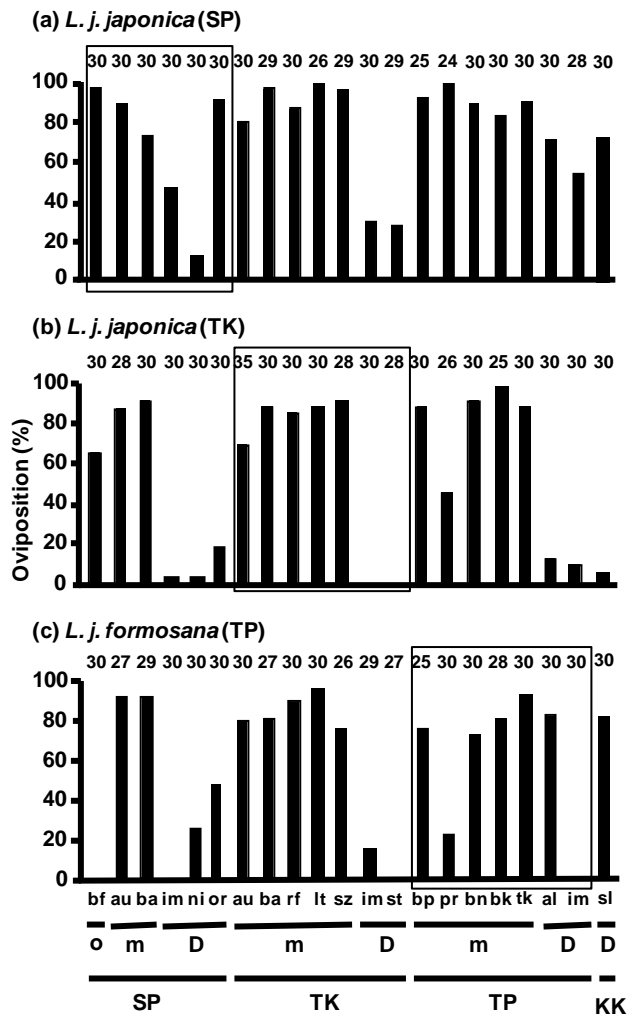 (a) L. j. japonica (SP)
30 30 30 30 30 30 30 29 30 26 29 30 29 25 24 30 30 30 30 28 30
100
80
60
40
20
0
(b) L. j. japonica (TK)
30 28 30 30 30 30 35 30 30 30 28 30 28 30 26 30 25 30 30 30 30
100
80
60
40
20
0
Oviposition (%)
(c) L. j. formosana (TP)
30 27 29 30 30 30 30 27 30 30 26 29 27 25 30 30 28 30 30 30 30
100
80
60
40
20
0
bf au ba im ni or au ba rf lt sz im st bp pr bn bk tk al im sl
o m D m D m D D
SP TK TP KK